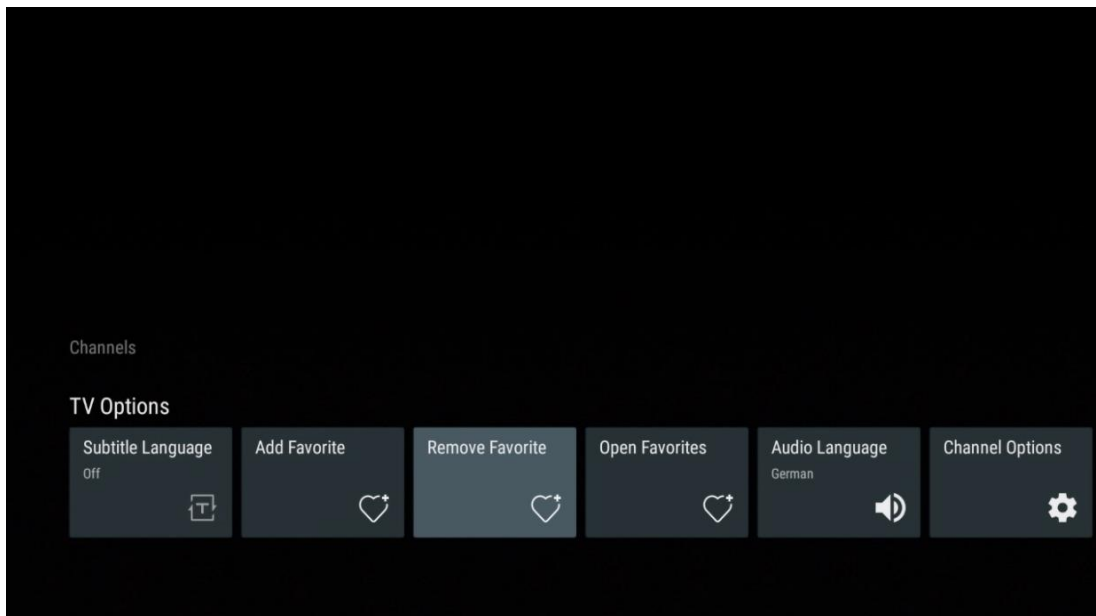 Channels
TV Options
Subtitle Language
Off
Add Favorite
Remove Favorite
Open Favorites
Audio Language
German
Channel Options